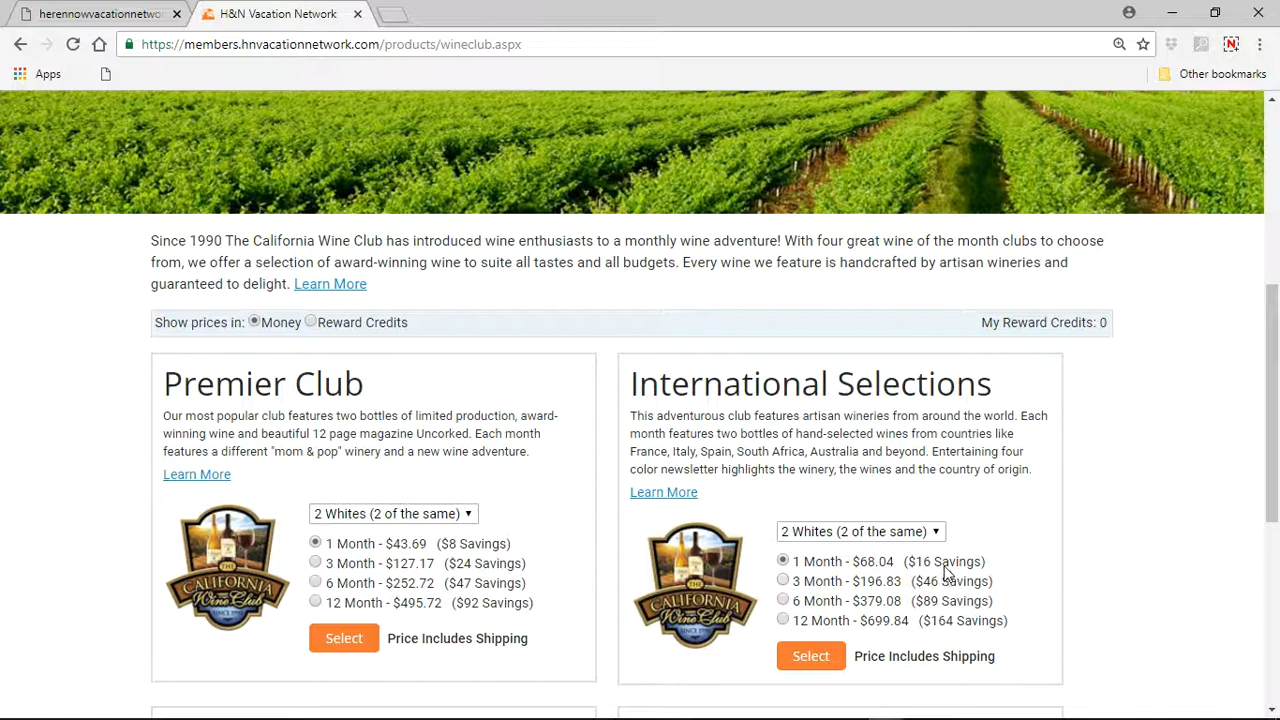 herennowvacationnetwo
H&N Vacation Network
https://members.hnvacationnetwork.com/products/wineclub.aspx
Apps
Other bookmarks
Since 1990 The California Wine Club has introduced wine enthusiasts to a monthly wine adventure! With four great wine of the month clubs to choose
from, we offer a selection of award-winning wine to suite all tastes and all budgets. Every wine we feature is handcrafted by artisan wineries and
guaranteed to delight. Learn More
Show prices in: Money Reward Credits
My Reward Credits: 0
Premier Club
Our most popular club features two bottles of limited production, award-
winning wine and beautiful 12 page magazine Uncorked. Each month
features a different "mom & pop" winery and a new wine adventure.
Learn More
THE
CALIFORNIA
Wine Club
SINCE 1990
2 Whites (2 of the same)
1 Month - $43.69 ($8 Savings)
3 Month - $127.17 ($24 Savings)
6 Month - $252.72 ($47 Savings)
12 Month - $495.72 ($92 Savings)
Select Price Includes Shipping
International Selections
This adventurous club features artisan wineries from around the world. Each
month features two bottles of hand-selected wines from countries like
France, Italy, Spain, South Africa, Australia and beyond. Entertaining four
color newsletter highlights the winery, the wines and the country of origin.
Learn More
THE
CALIFORNIA
Wine Club
SINCE 1990
2 Whites (2 of the same)
1 Month - $68.04 ($16 Savings)
3 Month - $196.83 ($46 Savings)
6 Month - $379.08 ($89 Savings)
12 Month - $699.84 ($164 Savings)
Select Price Includes Shipping